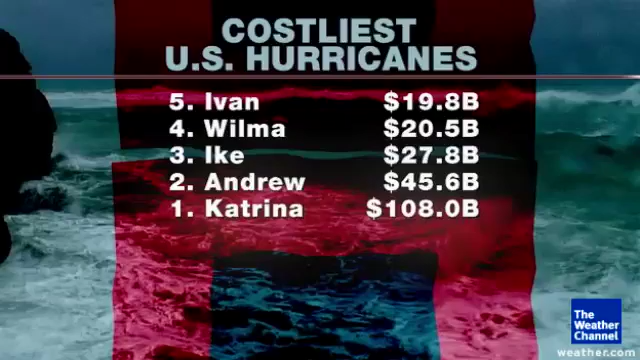 COSTLIEST
U.S. HURRICANES
5. Ivan $19.8B
4. Wilma $20.5B
3. Ike $27.8B
2. Andrew $45.6B
1. Katrina $108.0B
The
Weather
Channel
weather.com